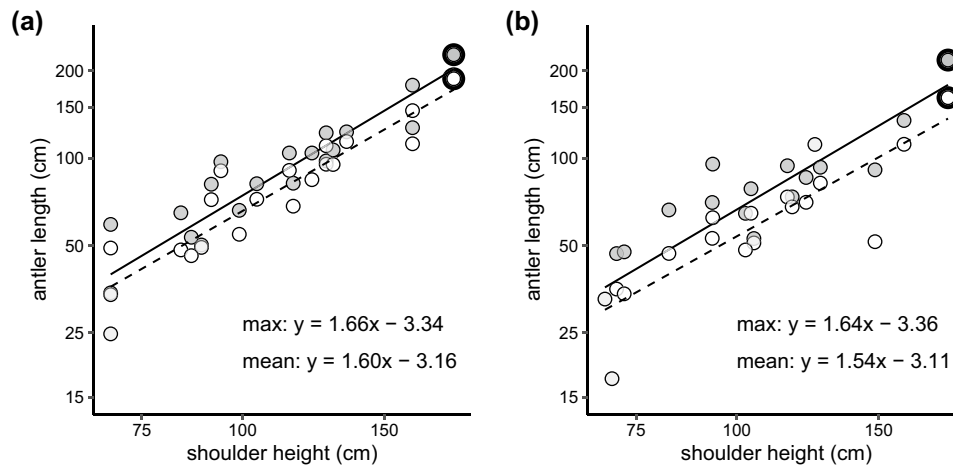 (a)
antler length (cm)
200
150
100
50
25
15
max: y = 1.66x − 3.34
mean: y = 1.60x − 3.16
75
100
150
shoulder height (cm)
(b)
antler length (cm)
200
150
100
50
25
15
max: y = 1.64x − 3.36
mean: y = 1.54x − 3.11
75
100
150
shoulder height (cm)